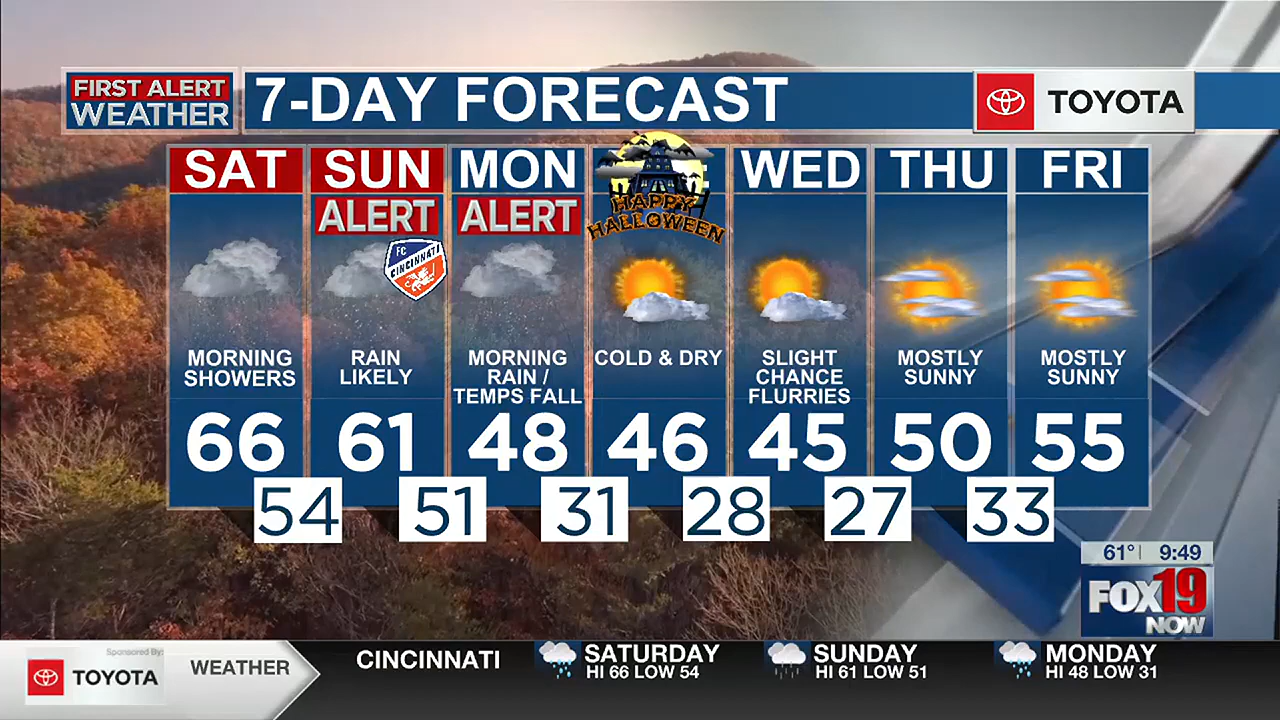 FIRST ALERT
WEATHER
7-DAY FORECAST
TOYOTA
SAT
SUN
MON
HAPPY
HALLOWEEN
WED
THU
FRI
ALERT
ALERT
FC
CINCINNATI
MORNING
SHOWERS
RAIN
LIKELY
MORNING
RAIN /
TEMPS FALL
COLD & DRY
SLIGHT
CHANCE
FLURRIES
MOSTLY
SUNNY
MOSTLY
SUNNY
66
61
48
46
45
50
55
54
51
31
28
27
33
61° 9:49
FOX19
NOW
Sponsored By:
TOYOTA
WEATHER
CINCINNATI
SATURDAY
HI 66 LOW 54
SUNDAY
HI 61 LOW 51
MONDAY
HI 48 LOW 31